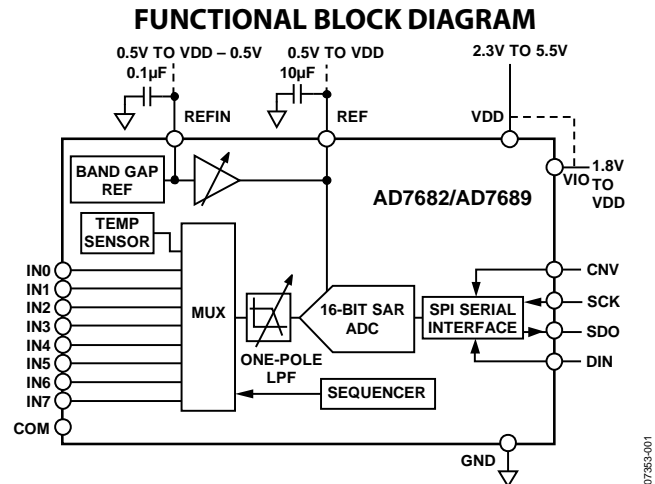 FUNCTIONAL BLOCK DIAGRAM
0.5V TO VDD – 0.5V
0.5V TO VDD
2.3V TO 5.5V
0.1µF
10µF
REFIN
REF
VDD
BAND GAP
REF
AD7682/AD7689
VIO
1.8V
TO
VDD
TEMP
SENSOR
IN0
IN1
IN2
IN3
IN4
IN5
IN6
IN7
COM
MUX
ONE-POLE
LPF
16-BIT SAR
ADC
SPI SERIAL
INTERFACE
CNV
SCK
SDO
DIN
SEQUENCER
GND
07353-001